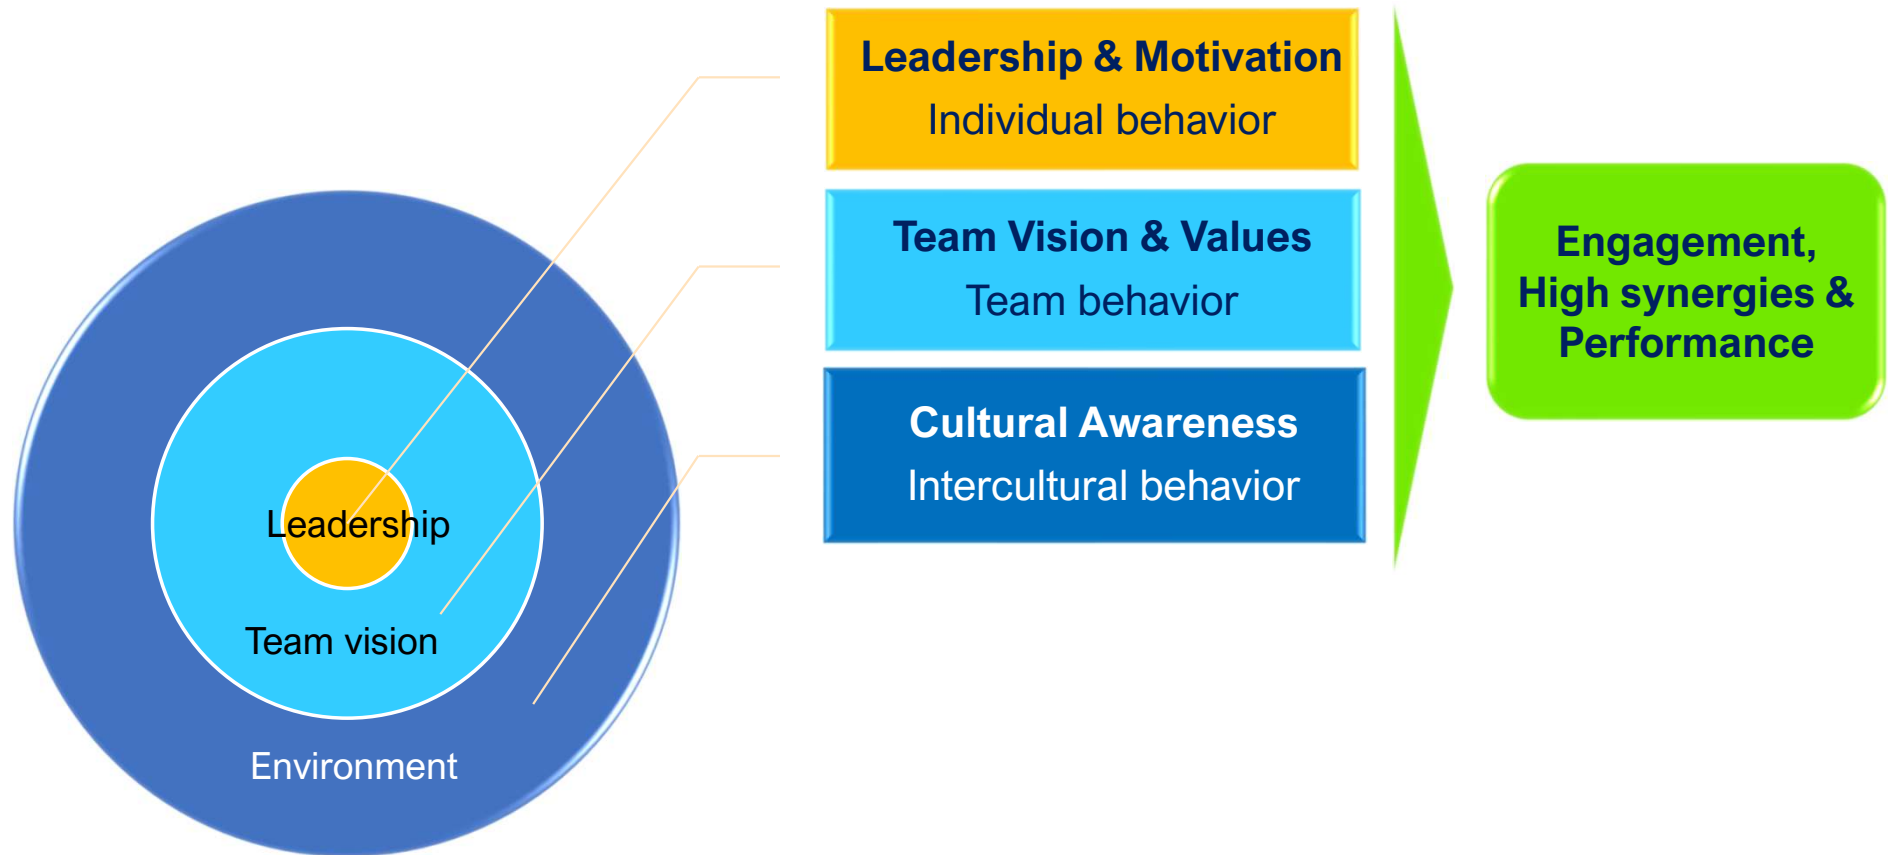 Leadership & Motivation
Individual behavior
Team Vision & Values
Team behavior
Cultural Awareness
Intercultural behavior
Engagement,
High synergies &
Performance
Leadership
Team vision
Environment